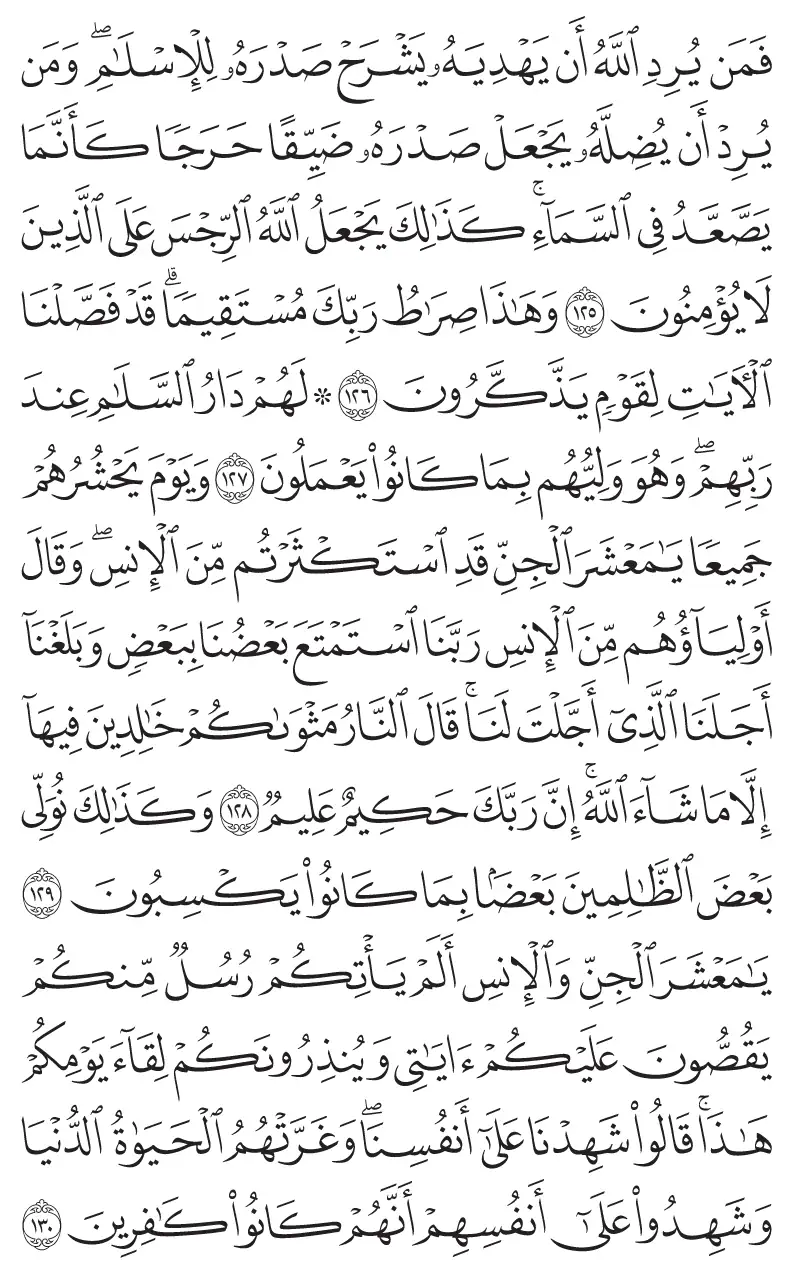 فَمَن يُرِدِ ٱللَّهُ أَن يَهۡدِيَهُۥ يَشۡرَحۡ صَدۡرَهُۥ لِلۡإِسۡلَٰمِۖ وَمَن
يُرِدۡ أَن يُضِلَّهُۥ يَجۡعَلۡ صَدۡرَهُۥ ضَيِّقًا حَرَجٗا كَأَنَّمَا
يَصَّعَّدُ فِي ٱلسَّمَآءِۚ كَذَٰلِكَ يَجۡعَلُ ٱللَّهُ ٱلرِّجۡسَ عَلَى ٱلَّذِينَ
لَا يُؤۡمِنُونَ ١٢٥ وَهَٰذَا صِرَٰطُ رَبِّكَ مُسۡتَقِيمٗاۗ قَدۡ فَصَّلۡنَا
ٱلۡأٓيَٰتِ لِقَوۡمٖ يَذَّكَّرُونَ ١٢٦ ۞ لَهُمۡ دَارُ ٱلسَّلَٰمِ عِندَ
رَبِّهِمۡۖ وَهُوَ وَلِيُّهُم بِمَا كَانُواْ يَعۡمَلُونَ ١٢٧ وَيَوۡمَ يَحۡشُرُهُمۡ
جَمِيعٗا يَٰمَعۡشَرَ ٱلۡجِنِّ قَدِ ٱسۡتَكۡثَرۡتُم مِّنَ ٱلۡإِنسِۖ وَقَالَ
أَوۡلِيَآؤُهُم مِّنَ ٱلۡإِنسِ رَبَّنَا ٱسۡتَمۡتَعَ بَعۡضُنَا بِبَعۡضٖ وَبَلَغۡنَآ
أَجَلَنَا ٱلَّذِيٓ أَجَّلۡتَ لَنَاۚ قَالَ ٱلنَّارُ مَثۡوَىٰكُمۡ خَٰلِدِينَ فِيهَآ
إِلَّا مَا شَآءَ ٱللَّهُۚ إِنَّ رَبَّكَ حَكِيمٌ عَلِيمٞ ١٢٨ وَكَذَٰلِكَ نُوَلِّي
بَعۡضَ ٱلظَّٰلِمِينَ بَعۡضَۢا بِمَا كَانُواْ يَكۡسِبُونَ ١٢٩
يَٰمَعۡشَرَ ٱلۡجِنِّ وَٱلۡإِنسِ أَلَمۡ يَأۡتِكُمۡ رُسُلٞ مِّنكُمۡ
يَقُصُّونَ عَلَيۡكُمۡ ءَايَٰتِي وَيُنذِرُونَكُمۡ لِقَآءَ يَوۡمِكُمۡ
هَٰذَاۚ قَالُواْ شَهِدۡنَا عَلَىٰٓ أَنفُسِنَاۖ وَغَرَّتۡهُمُ ٱلۡحَيَوٰةُ ٱلدُّنۡيَا
وَشَهِدُواْ عَلَىٰٓ أَنفُسِهِمۡ أَنَّهُمۡ كَانُواْ كَٰفِرِينَ ١٣٠